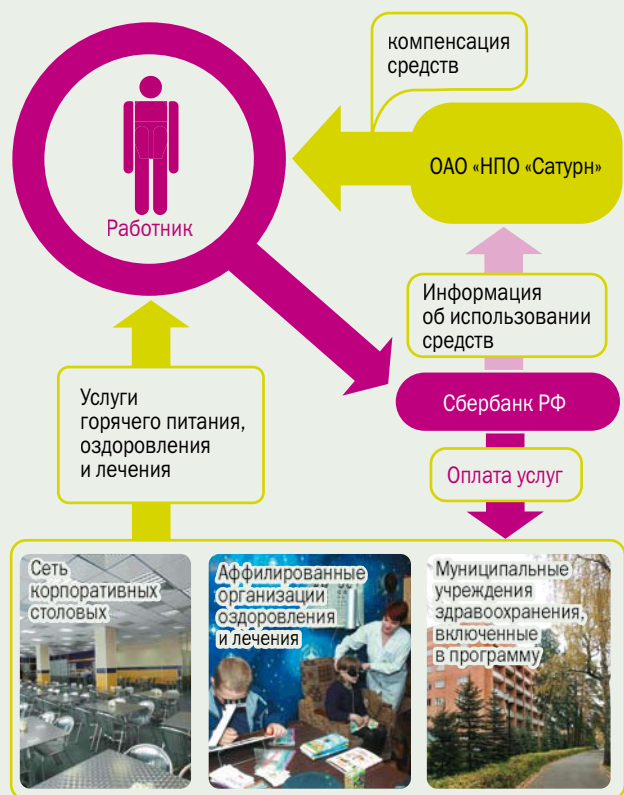 компенсация
средств
ОАО «НПО «Сатурн»
Работник
Информация
об использовании
средств
Услуги
горячего питания,
оздоровления
и лечения
Сбербанк РФ
Оплата услуг
Сеть
корпоративных
столовых
Аффилированные
организации
оздоровления
и лечения
Муниципальные
учреждения
здравоохранения,
включенные
в программу